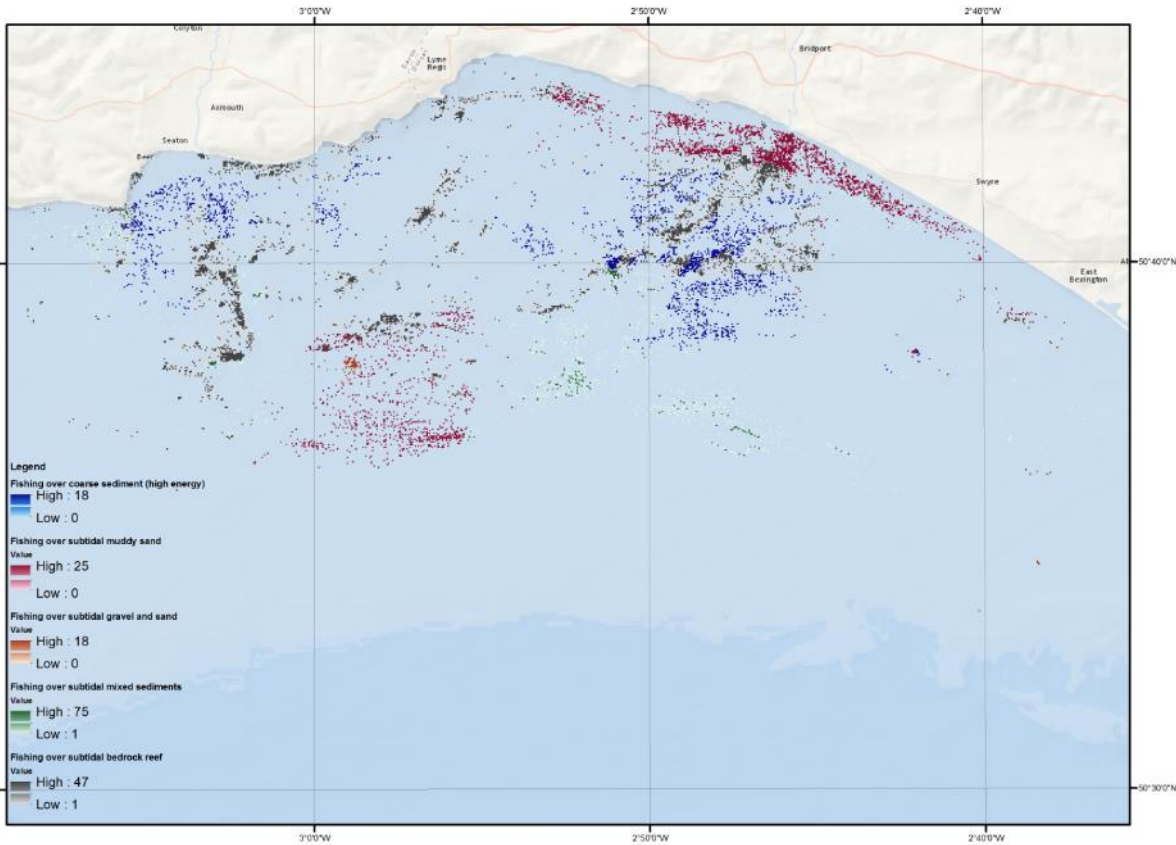 3°0'0"W 2°50'0"W 2°40'0"W
Colyton
Bridport
Lyme
Regis
Axmouth
Seaton
Beer
Swyre
50°40'0"N
East
Bexington
Legend
Fishing over coarse sediment (high energy)
High : 18
Low : 0
Fishing over subtidal muddy sand
Value
High : 25
Low : 0
Fishing over subtidal gravel and sand
Value
High : 18
Low : 0
Fishing over subtidal mixed sediments
Value
High : 75
Low : 1
Fishing over subtidal bedrock reef
Value
High : 47
Low : 1
50°30'0"N
3°0'0"W 2°50'0"W 2°40'0"W